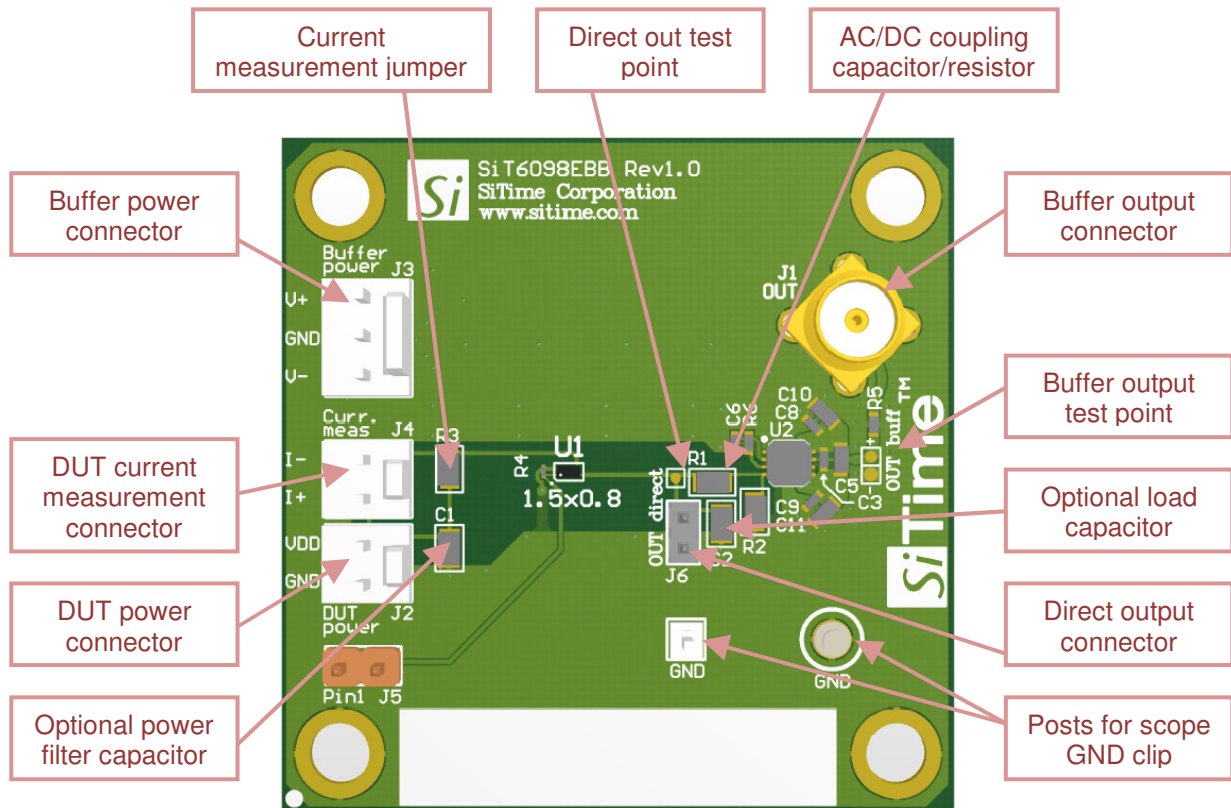 Current
measurement jumper
Direct out test
point
AC/DC coupling
capacitor/resistor
Buffer power
connector
DUT current
measurement
connector
DUT power
connector
Optional power
filter capacitor
Buffer output
connector
Buffer output
test point
Optional load
capacitor
Direct output
connector
Posts for scope
GND clip
Si
SiT6098EBB Rev1.0
SiTime Corporation
www.sitime.com
Buffer
power
J3
V+
GND
V-
Curr.
meas.
J4
I-
I+
R3
C1
VDD
GND
J2
DUT
power
Pin1 J5
R4
U1
1.5x0.8
J1
OUT
C10
C8
C6
U2
R1
R5
OUT buff
+
-
C5
C3
C9
C11
R2
C2
OUT direct
J6
GND
GND
SiTime
TM